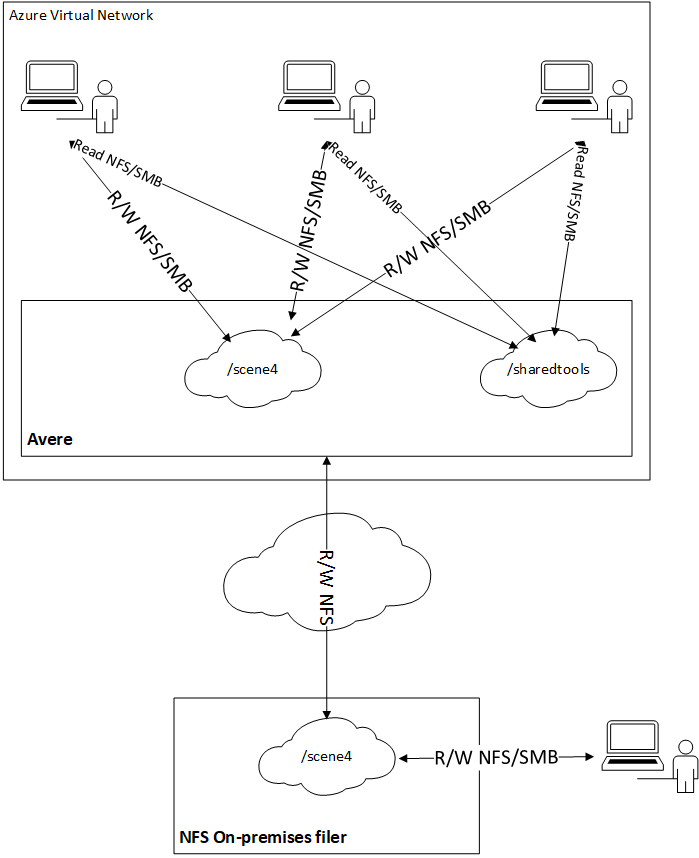 Azure Virtual Network
Read NFS/SMB
R/W NFS/SMB
R/W NFS/SMB
Read NFS/SMB
R/W NFS/SMB
Read NFS/SMB
/scene4
/sharedtools
Avere
R/W NFS
/scene4
R/W NFS/SMB
NFS On-premises filer